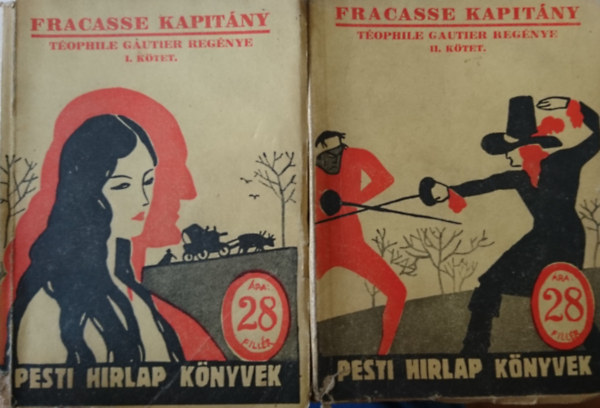 FRACASSE KAPITÁNY
TÉOPHILE GAUTIER REGÉNYE
I. KÖTET.
ÁRA:
28
FILLÉR
PESTI HIRLAP KÖNYVEK
FRACASSE KAPITÁNY
TÉOPHILE GAUTIER REGÉNYE
II. KÖTET.
ÁRA:
28
FILLÉR
PESTI HIRLAP KÖNYVEK